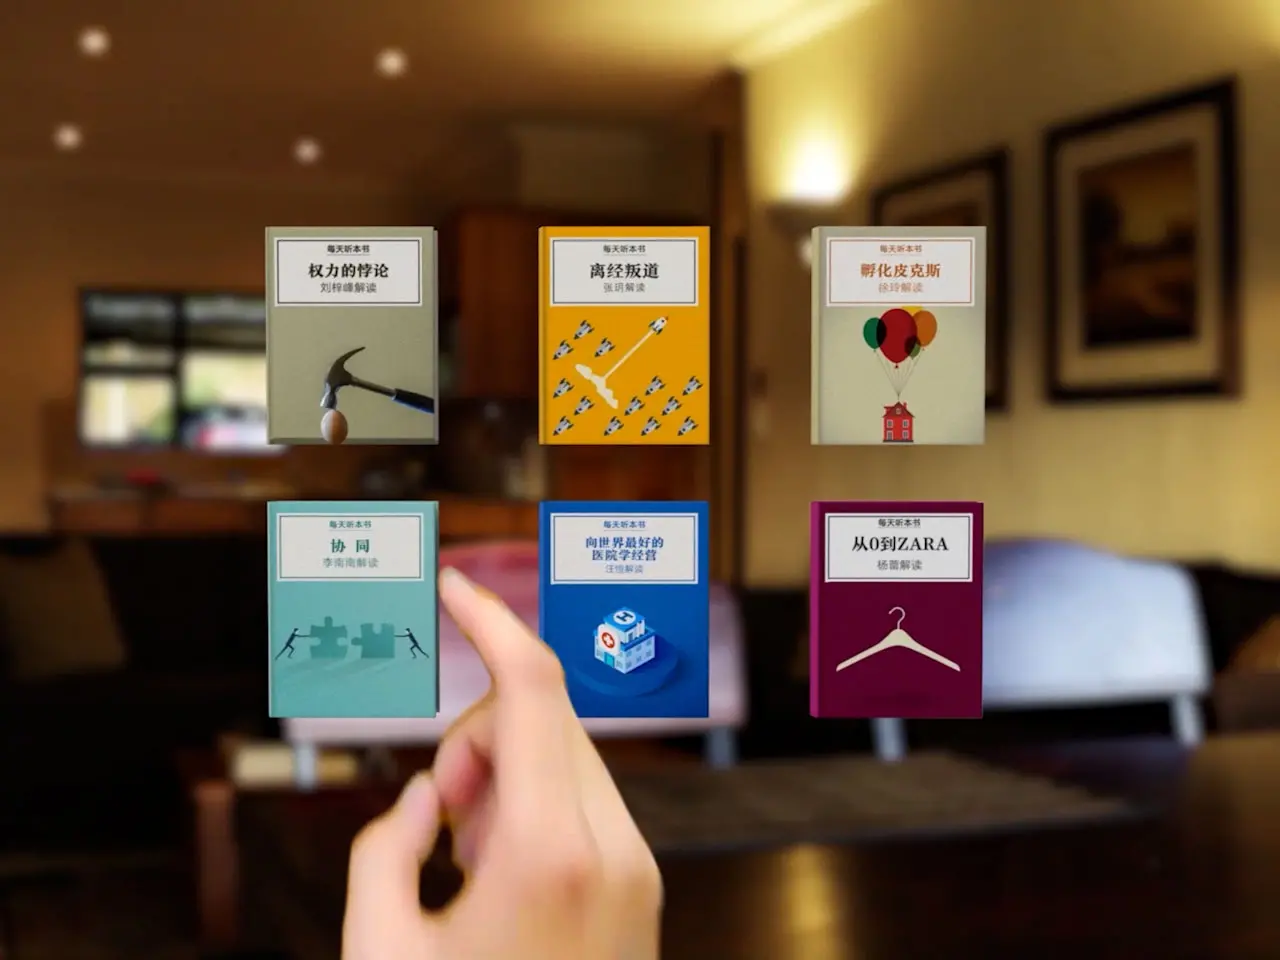 每天听本书
权力的悖论
刘梓嶂解读
每天听本书
离经叛道
张玥解读
每天听本书
孵化皮克斯
徐玲解读
每天听本书
协 同
李南南解读
每天听本书
向世界最好的
医院学经营
汪恒解读
每天听本书
从0到ZARA
杨蕾解读